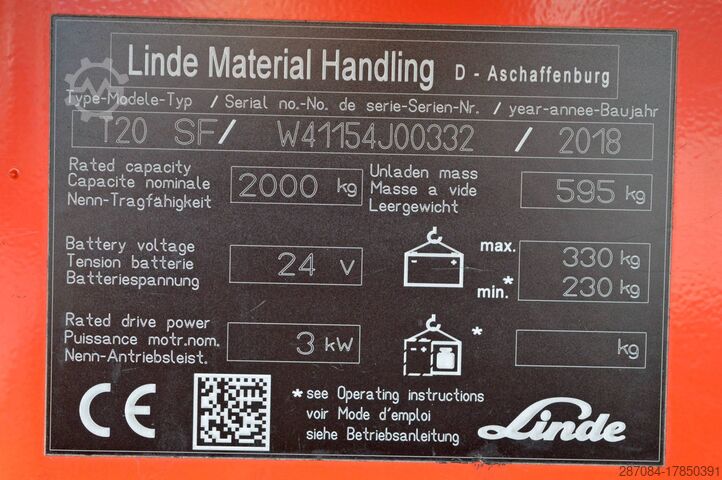 Linde Material Handling D - Aschaffenburg
Type-Modele-Typ / Serial no.-No. de serie-Serien-Nr. / year-annee-Baujahr
T20 SF / W41154J00332 / 2018
Rated capacity
Capacite nominale
Nenn-Tragfähigkeit
2000 kg
Unladen mass
Masse a vide
Leergewicht
595 kg
Battery voltage
Tension batterie
Batteriespannung
24 V
max. 330 kg
min.* 230 kg
Rated drive power
Puissance motr.nom.
Nenn-Antriebsleist.
3 kW
* kg
CE
* see Operating instructions
voir Mode d'emploi
siehe Betriebsanleitung
Linde
287084-17850391